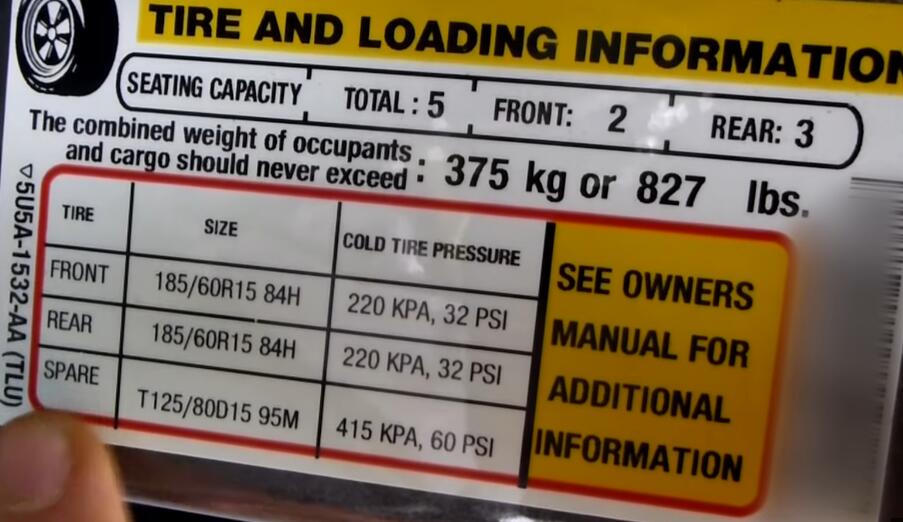 TIRE AND LOADING INFORMATION
SEATING CAPACITY TOTAL : 5 FRONT: 2 REAR: 3
The combined weight of occupants
and cargo should never exceed : 375 kg or 827 lbs.
TIRE SIZE COLD TIRE PRESSURE
FRONT 185/60R15 84H 220 KPA, 32 PSI
REAR 185/60R15 84H 220 KPA, 32 PSI
SPARE T125/80D15 95M 415 KPA, 60 PSI
SEE OWNERS
MANUAL FOR
ADDITIONAL
INFORMATION
▽5U5A-1532-AA (TLU)